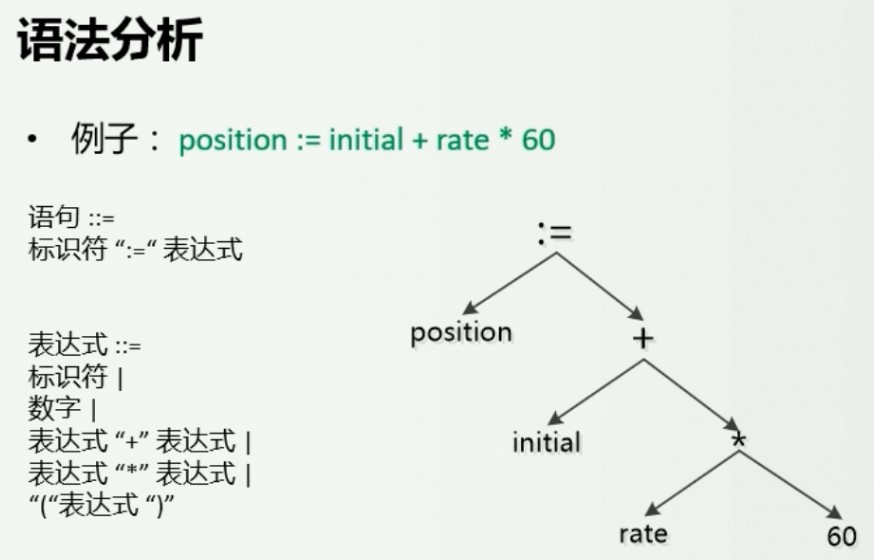 语法分析
• 例子： position := initial + rate * 60
语句 ::=
标识符 “:=“ 表达式
表达式 ::=
标识符 |
数字 |
表达式 “+” 表达式 |
表达式 “*” 表达式 |
“(“表达式 “)”
:=
position
+
initial
*
rate
60